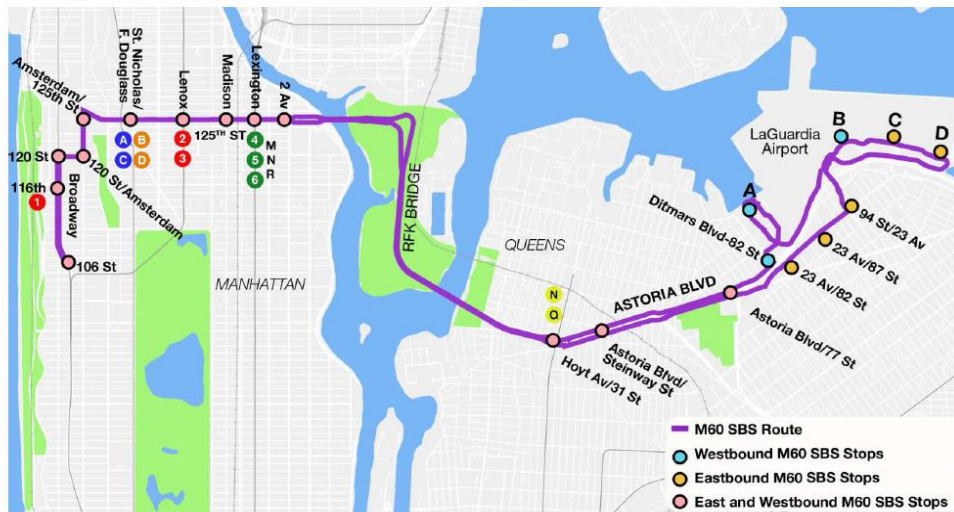 Amsterdam/
125th St
St. Nicholas/
F. Douglass
Lenox
Madison
Lexington
2 Av
A
B
C
D
2
3
125TH ST
4
5
6
M
N
R
120 St
116th
1
Broadway
120 St/Amsterdam
106 St
MANHATTAN
RFK BRIDGE
QUEENS
N
Q
Hoyt Av/31 St
ASTORIA BLVD
Astoria Blvd/
Steinway St
Astoria Blvd/77 St
Ditmars Blvd-82 St
23 Av/82 St
23 Av/87 St
94 St/23 Av
LaGuardia
Airport
A
B
C
D
M60 SBS Route
Westbound M60 SBS Stops
Eastbound M60 SBS Stops
East and Westbound M60 SBS Stops